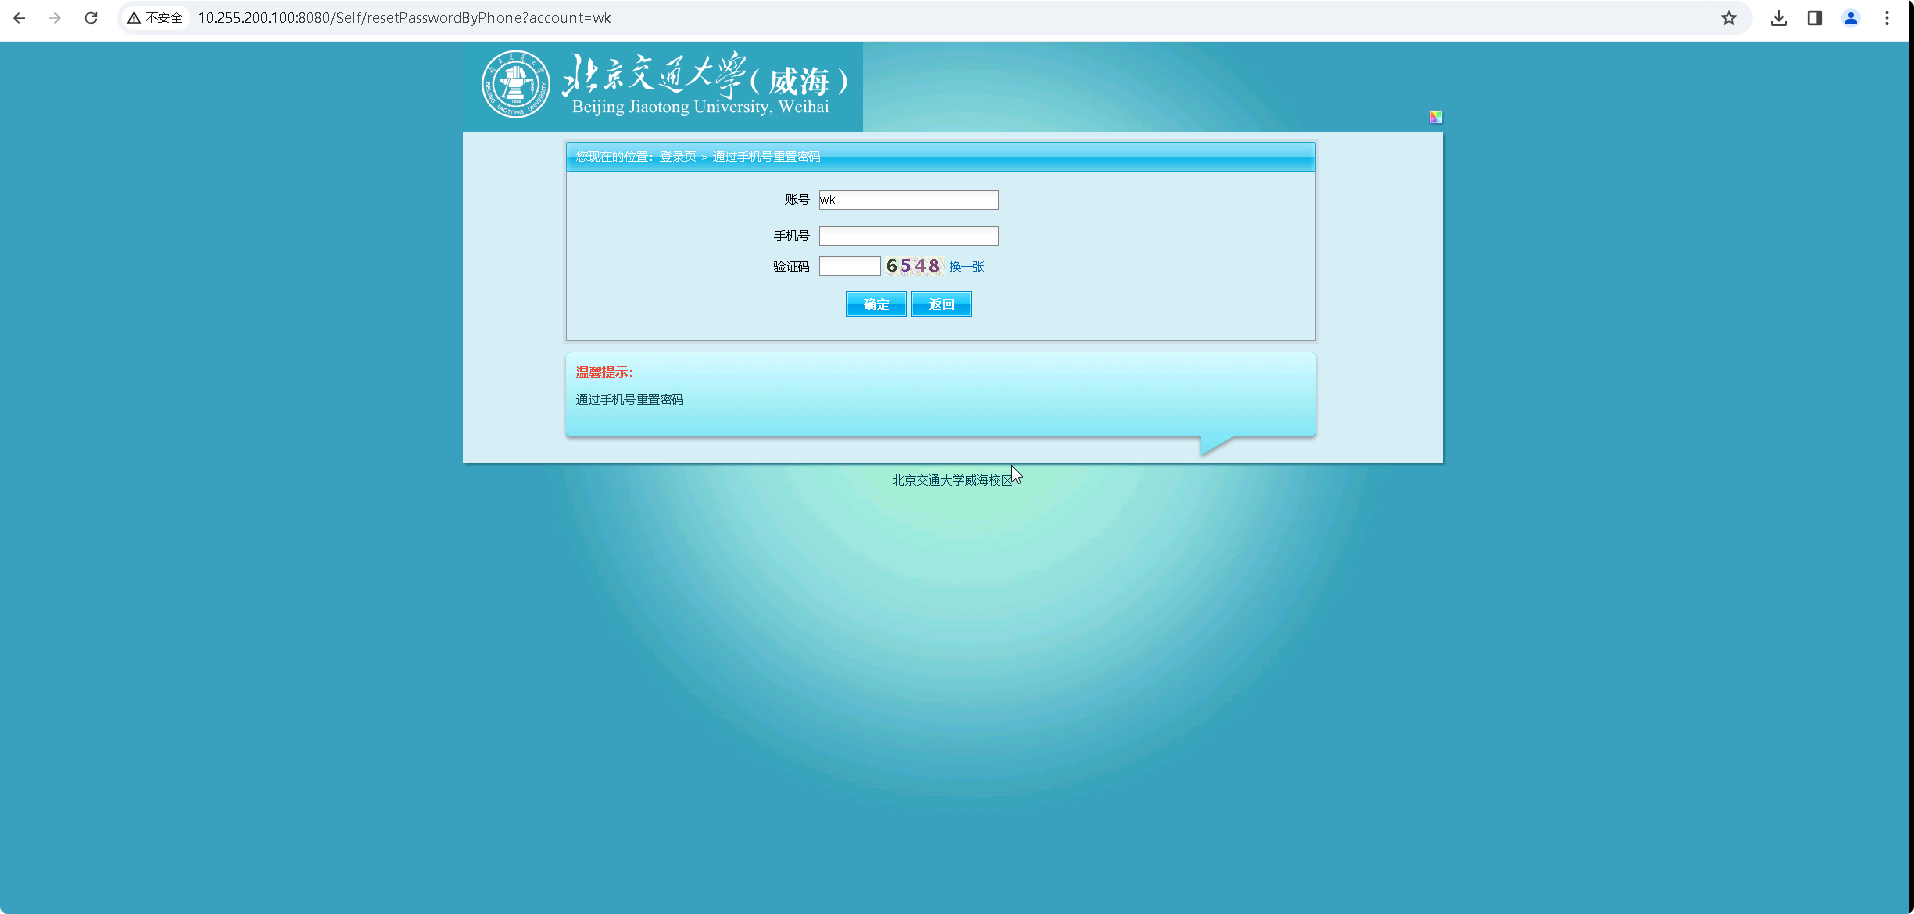 不安全 10.255.200.100:8080/Self/resetPasswordByPhone?account=wk
北京交通大學(威海)
Beijing Jiaotong University, Weihai
您现在的位置：登录页 > 通过手机号重置密码
账号 wk
手机号
验证码 6548 换一张
确定 返回
温馨提示：
通过手机号重置密码
北京交通大学威海校区